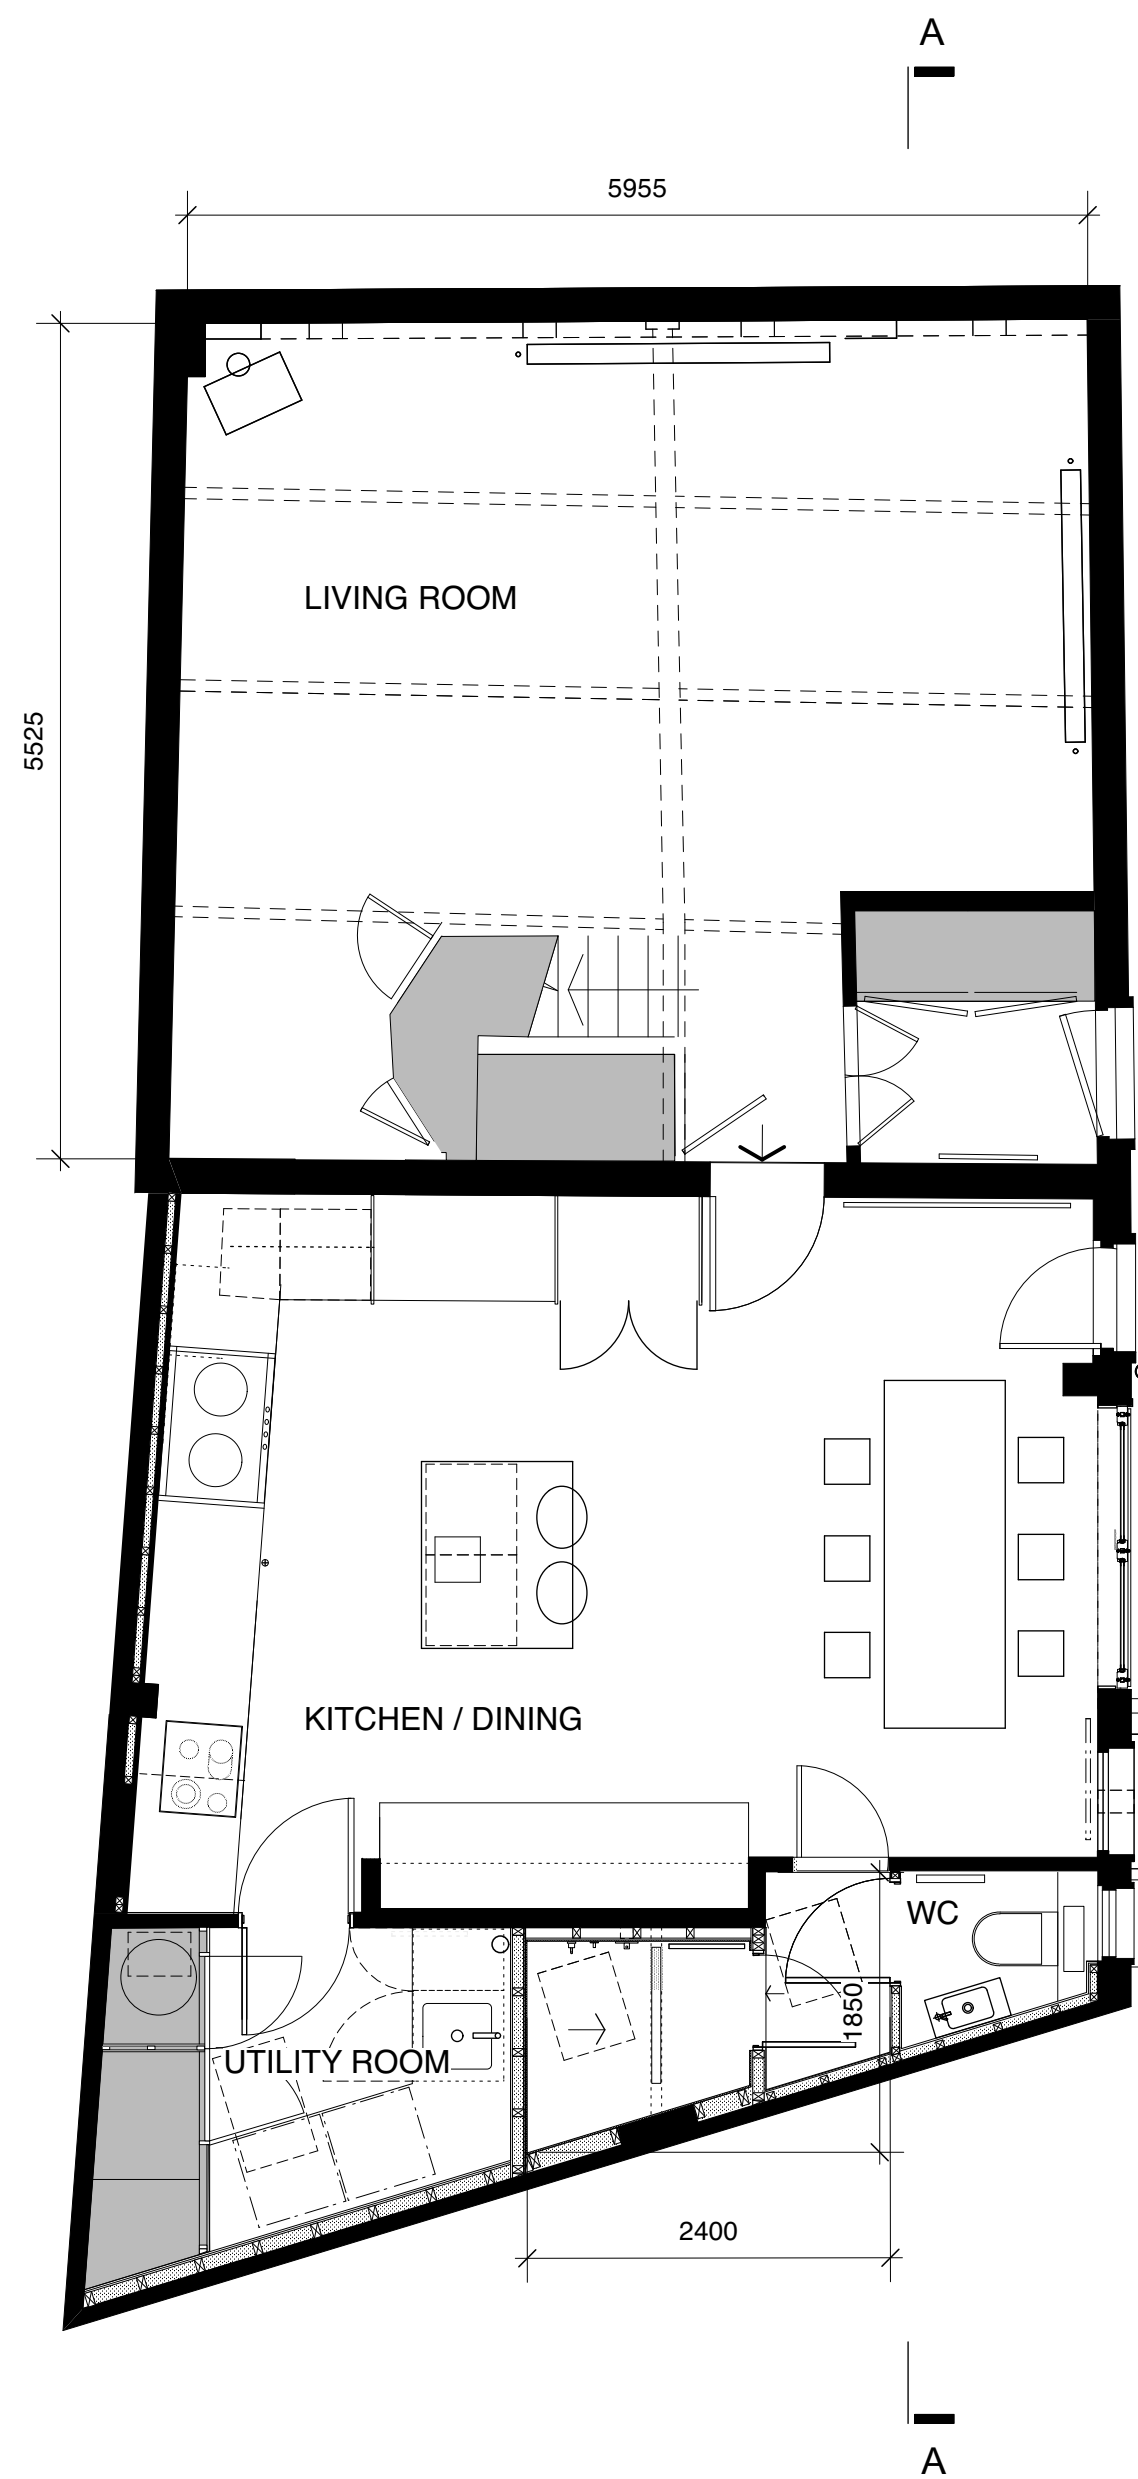 A
5955
LIVING ROOM
5525
KITCHEN / DINING
WC
1850
UTILITY ROOM
2400
A